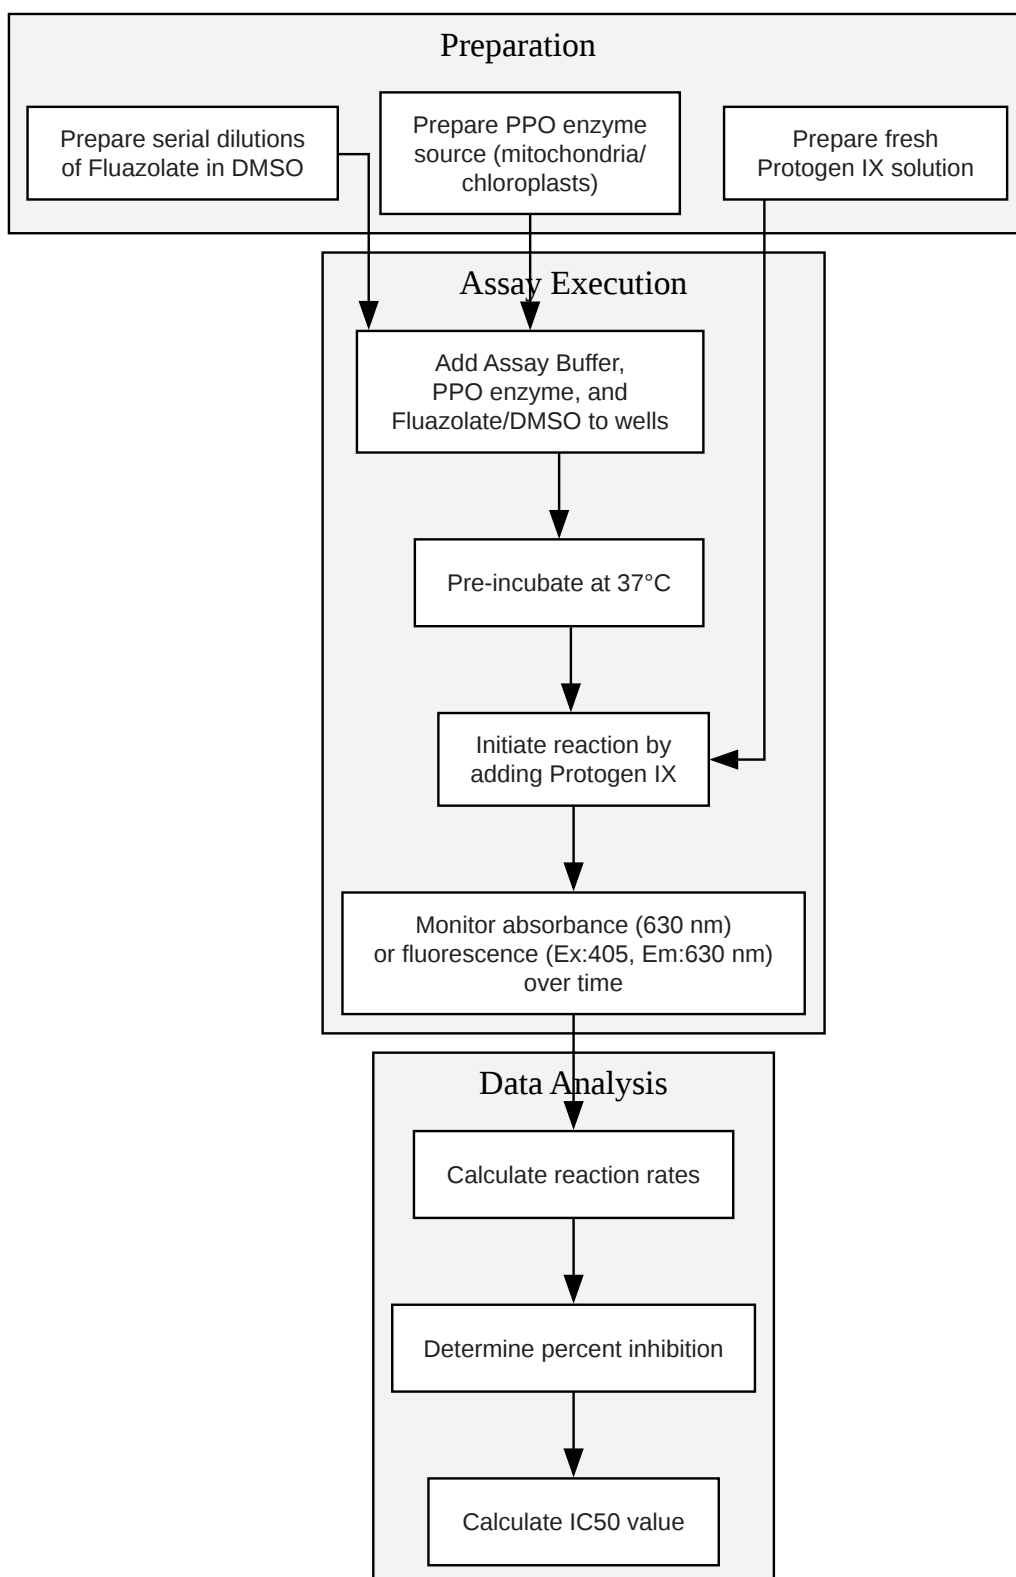 Preparation
Prepare serial dilutions
of Fluazolate in DMSO
Prepare PPO enzyme
source (mitochondria/
chloroplasts)
Prepare fresh
Protogen IX solution
Assay Execution
Add Assay Buffer,
PPO enzyme, and
Fluazolate/DMSO to wells
Pre-incubate at 37°C
Initiate reaction by
adding Protogen IX
Monitor absorbance (630 nm)
or fluorescence (Ex:405, Em:630 nm)
over time
Data Analysis
Calculate reaction rates
Determine percent inhibition
Calculate IC50 value